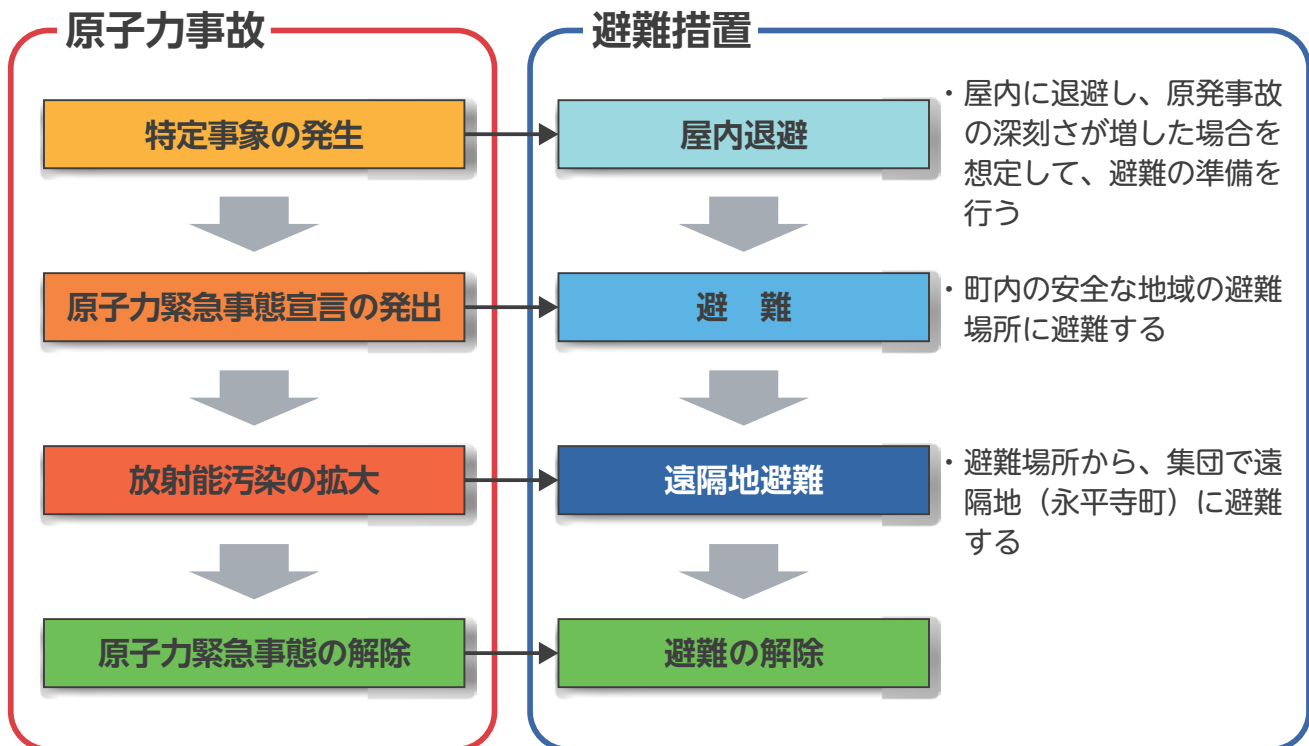 原子力事故
避難措置
特定事象の発生
屋内退避
・屋内に退避し、原発事故
の深刻さが増した場合を
想定して、避難の準備を
行う
原子力緊急事態宣言の発出
避　難
・町内の安全な地域の避難
場所に避難する
放射能汚染の拡大
遠隔地避難
・避難場所から、集団で遠
隔地（永平寺町）に避難
する
原子力緊急事態の解除
避難の解除